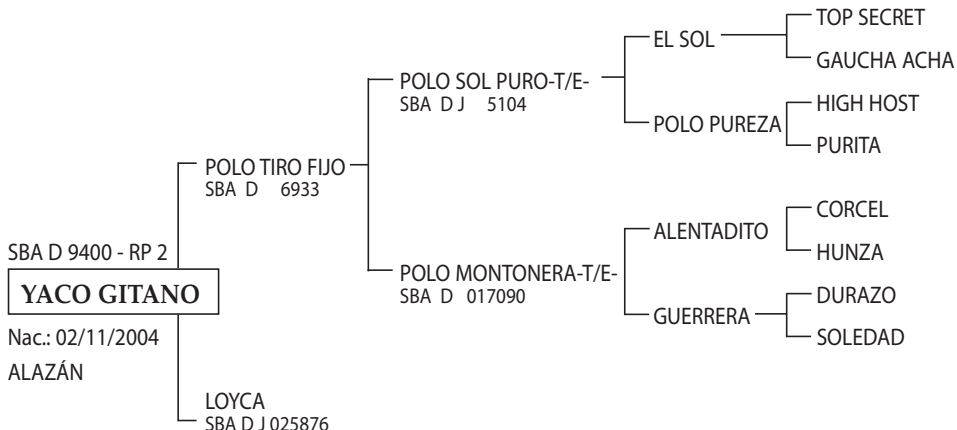 TOP SECRET
EL SOL
GAUCHA ACHA
POLO SOL PURO-T/E-
SBA D J 5104
HIGH HOST
POLO PUREZA
PURITA
POLO TIRO FIJO
SBA D 6933
CORCEL
ALENTADITO
HUNZA
SBA D 9400 - RP 2
POLO MONTONERA-T/E-
SBA D 017090
YACO GITANO
DURAZO
GUERRERA
SOLEDAD
Nac.: 02/11/2004
ALAZÁN
LOYCA
SBA D J 025876